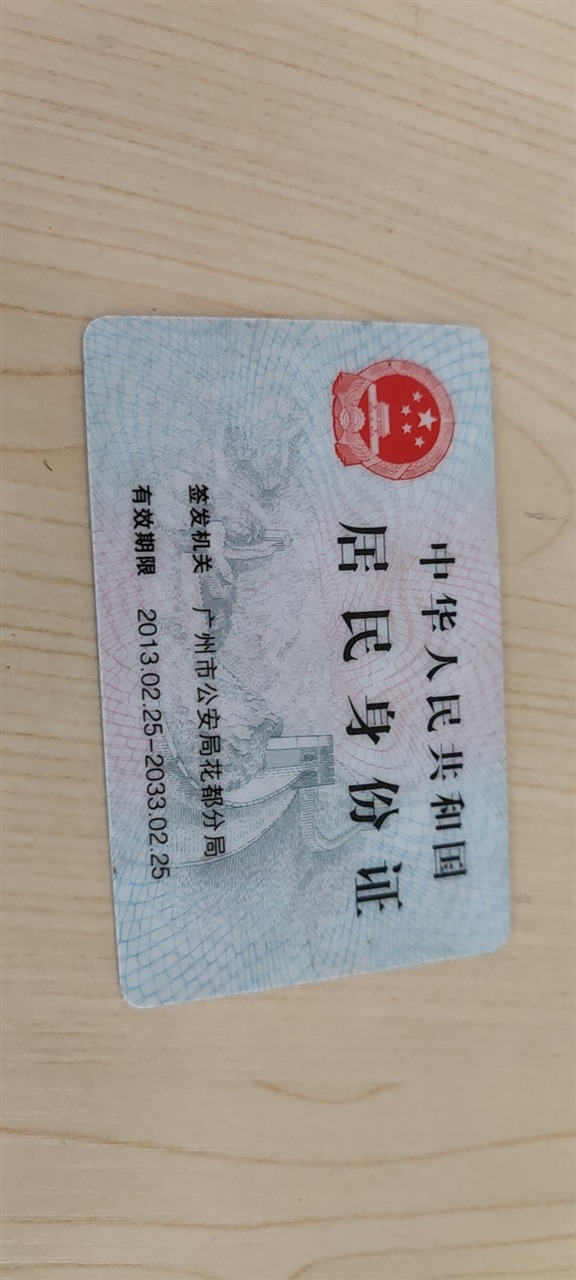 中华人民共和国
居民身份证
签发机关 广州市公安局花都分局
有效期限 2013.02.25-2033.02.25